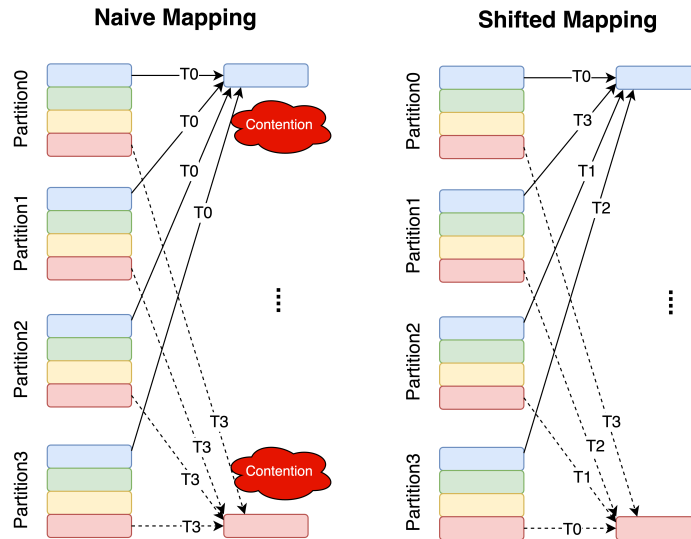 Naive Mapping
Shifted Mapping
Partition0
T0
T0
Contention
T0
T0
Partition1
....
Partition2
T3
T3
T3
Contention
Partition3
T3
Partition0
T0
T3
T1
T2
Partition1
....
Partition2
T3
T2
T1
Partition3
T0